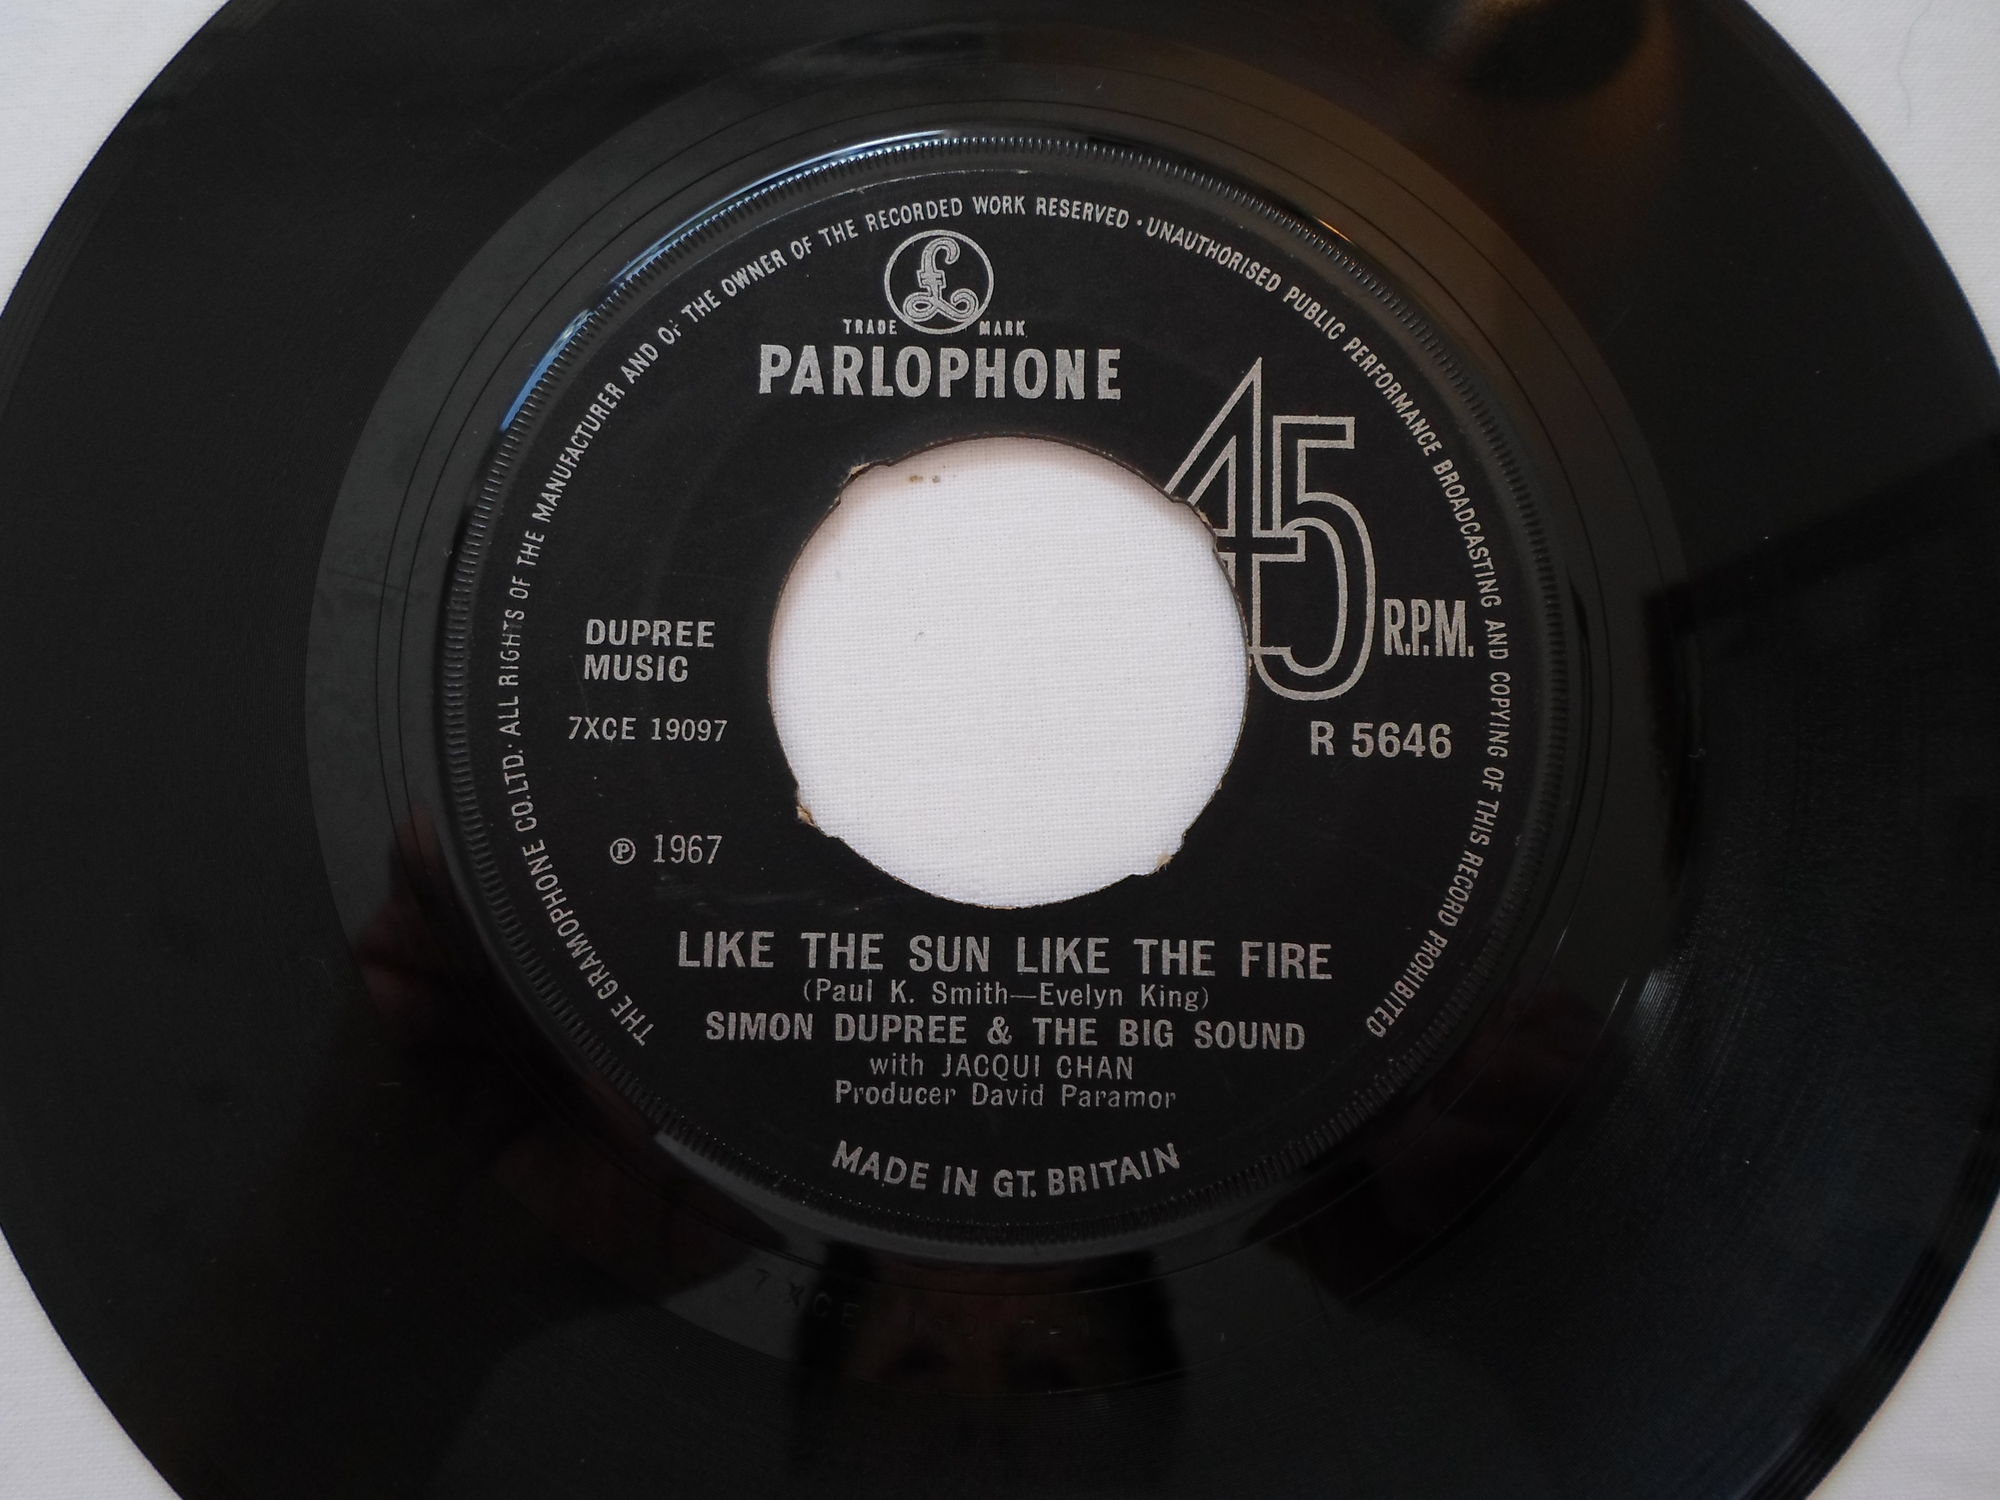 THE GRAMOPHONE CO.LTD. · ALL RIGHTS OF THE MANUFACTURER AND OF THE OWNER OF THE RECORDED WORK RESERVED · UNAUTHORISED PUBLIC PERFORMANCE BROADCASTING AND COPYING OF THIS RECORD PROHIBITED
£
TRADE MARK
PARLOPHONE
45 R.P.M.
DUPREE
MUSIC
7XCE 19097
R 5646
℗ 1967
LIKE THE SUN LIKE THE FIRE
(Paul K. Smith—Evelyn King)
SIMON DUPREE & THE BIG SOUND
with JACQUI CHAN
Producer David Paramor
MADE IN GT. BRITAIN
7XCE